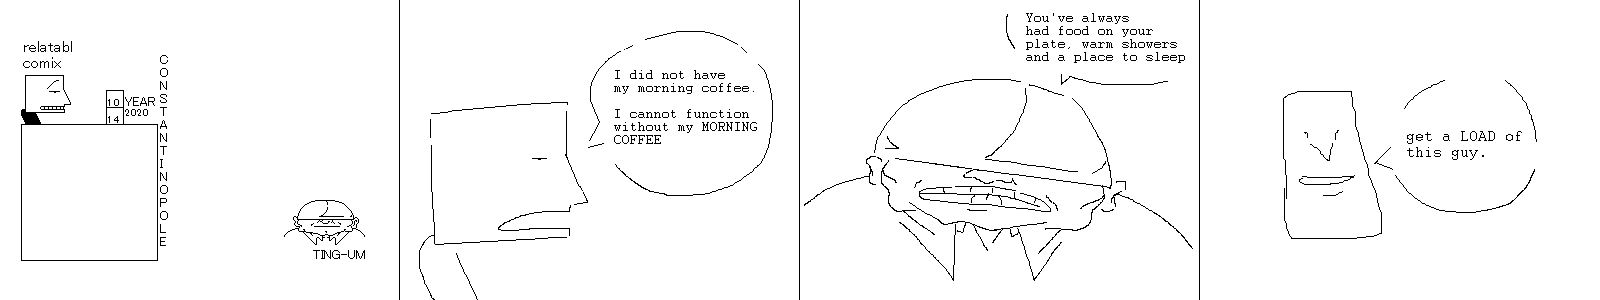 relatabl
comix
10
14
YEAR
2020
CONSTANTINOPOLE
TING-UM
I did not have
my morning coffee.
I cannot function
without my MORNING
COFFEE
You've always
had food on your
plate, warm showers
and a place to sleep
get a LOAD of
this guy.